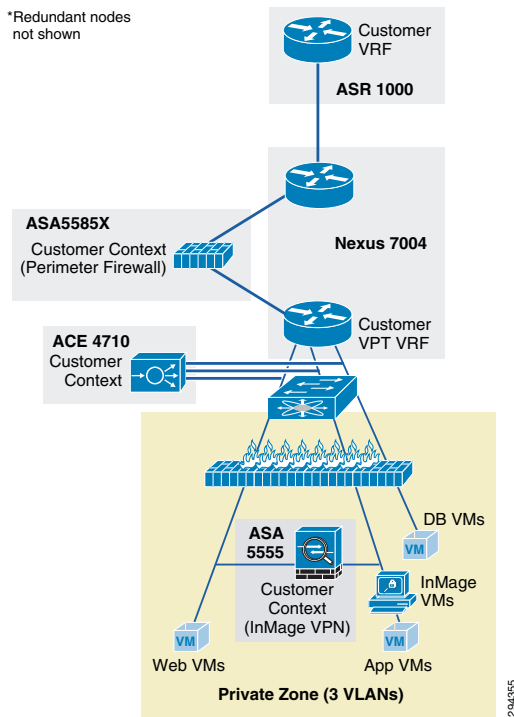 *Redundant nodes
not shown
Customer
VRF
ASR 1000
ASA5585X
Customer Context
(Perimeter Firewall)
Nexus 7004
Customer
VPT VRF
ACE 4710
Customer
Context
DB VMs
VM
ASA
5555
Customer
Context
(InMage VPN)
InMage
VMs
VM
Web VMs
VM
App VMs
Private Zone (3 VLANs)
294355